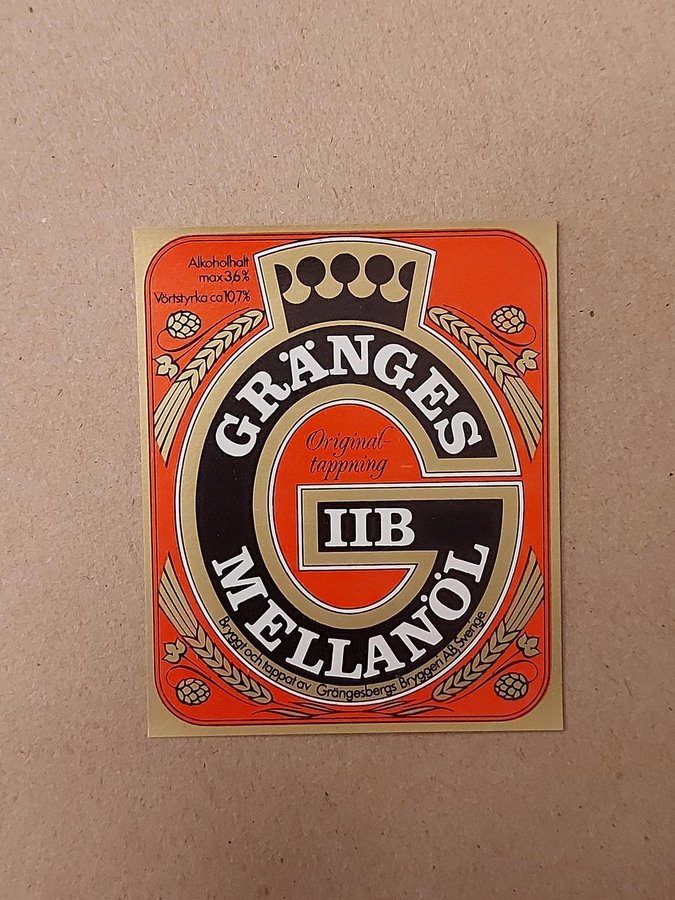 Alkoholhalt
max 3,6%
Vörtstyrka ca 10,7%
GRÄNGES
Original-
tappning
IIB
MELLANÖL
Bryggt och tappat av Grängesbergs Bryggeri AB, Sverige.